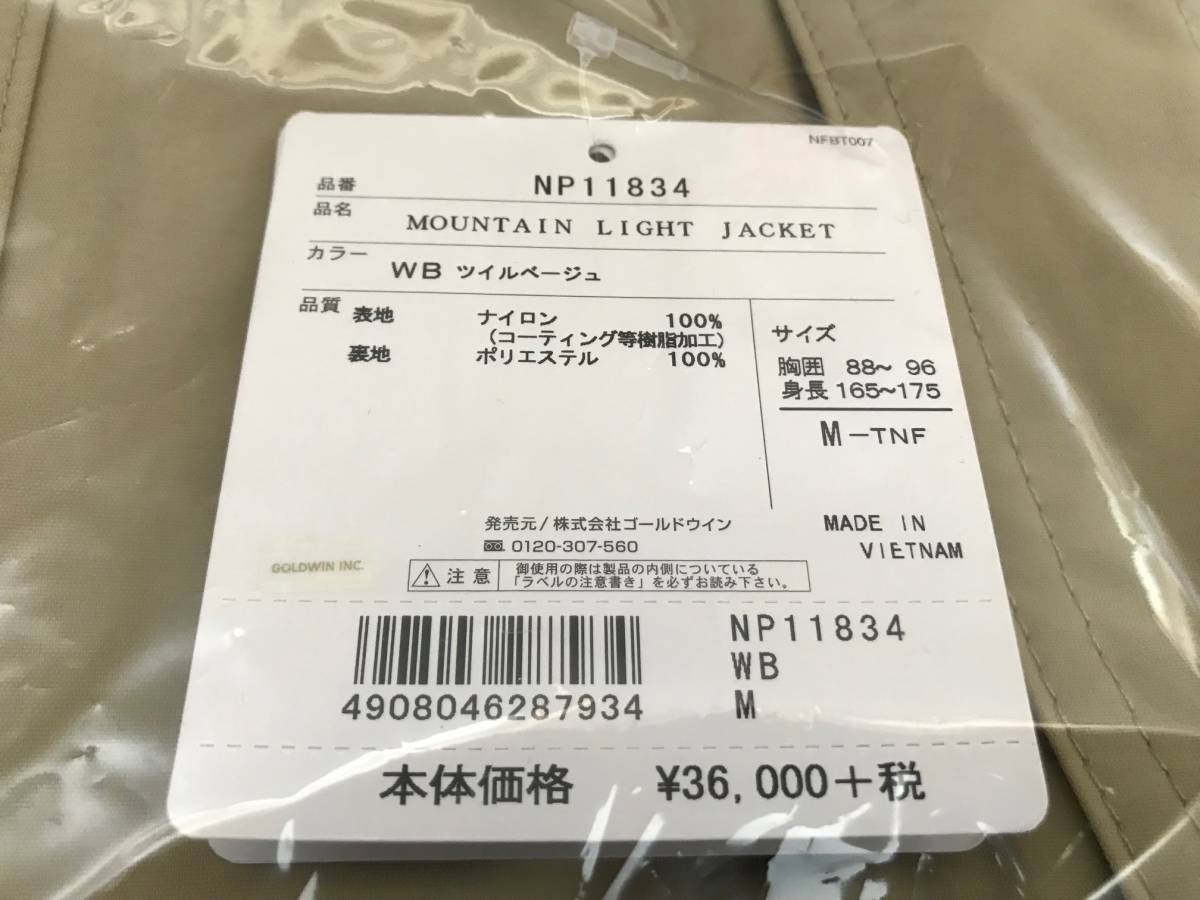 NFBT007
品番 NP11834
品名 MOUNTAIN LIGHT JACKET
カラー WB ツイルベージュ
品質 表地 ナイロン 100%
(コーティング等樹脂加工)
裏地 ポリエステル 100%
サイズ
胸囲 88~ 96
身長 165~175
M-TNF
発売元/株式会社ゴールドウイン
0120-307-560
MADE IN
VIETNAM
GOLDWIN INC.
注意 御使用の際は製品の内側についている
「ラベルの注意書き」を必ずお読み下さい。
4908046287934
NP11834
WB
M
本体価格 ¥36,000+税